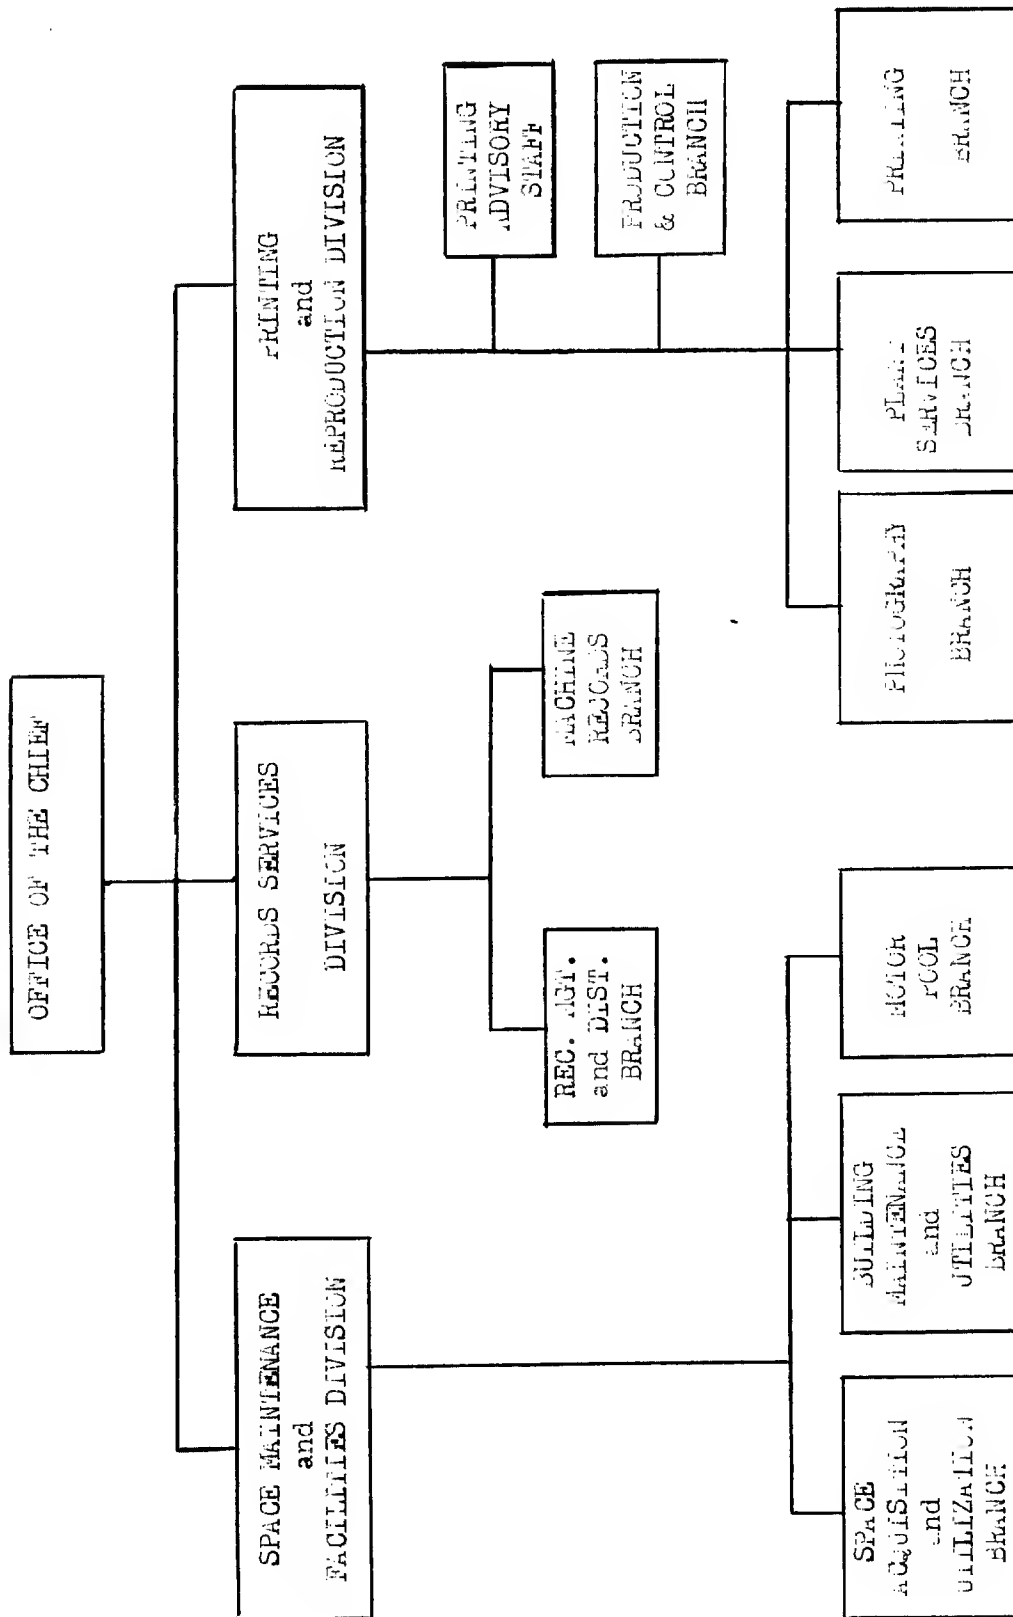 OFFICE OF THE CHIEF
SPACE MAINTENANCE
and
FACILITIES DIVISION
RECORDS SERVICES
DIVISION
PRINTING
and
REPRODUCTION DIVISION
REC. MGT.
and DIST.
BRANCH
MACHINE
RECORDS
BRANCH
PRINTING
ADVISORY
STAFF
PRODUCTION
& CONTROL
BRANCH
SPACE
ACQUISITION
and
UTILIZATION
BRANCH
BUILDING
MAINTENANCE
and
UTILITIES
BRANCH
MOTOR
POOL
BRANCH
PHOTOGRAPHY
BRANCH
PLANT
SERVICES
BRANCH
PRINTING
BRANCH